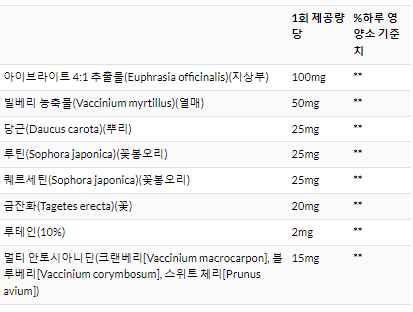 1회 제공량당 %하루 영양소 기준치
아이브라이트 4:1 추출물(Euphrasia officinalis)(지상부) 100mg **
빌베리 농축물(Vaccinium myrtillus)(열매) 50mg **
당근(Daucus carota)(뿌리) 25mg **
루틴(Sophora japonica)(꽃봉오리) 25mg **
퀘르세틴(Sophora japonica)(꽃봉오리) 25mg **
금잔화(Tagetes erecta)(꽃) 20mg **
루테인(10%) 2mg **
멀티 안토시아니딘(크랜베리[Vaccinium macrocarpon], 블 15mg **
루베리[Vaccinium corymbosum], 스위트 체리[Prunus
avium])